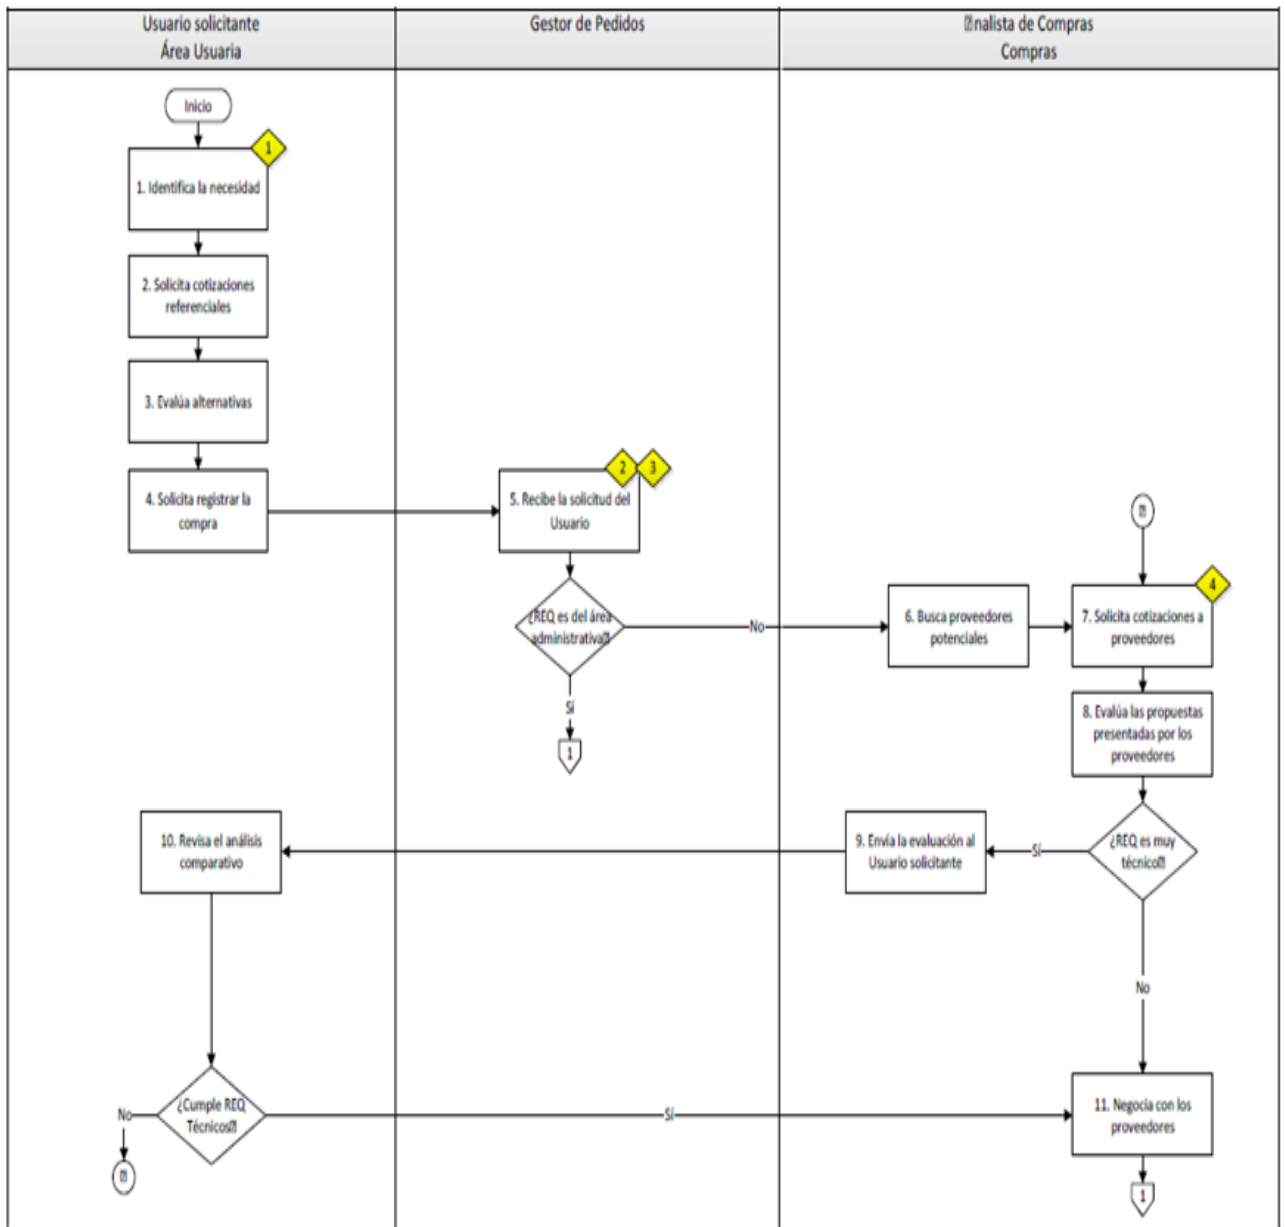 Usuario solicitante
Área Usuaria
Gestor de Pedidos
nalista de Compras
Compras
Inicio
1
1. Identifica la necesidad
2. Solicita cotizaciones
referenciales
3. Evalúa alternativas
4. Solicita registrar la
compra
2
3
5. Recibe la solicitud del
Usuario
¿REQ es del área
administrativa
No
Sí
1
6. Busca proveedores
potenciales
4
7. Solicita cotizaciones a
proveedores
8. Evalúa las propuestas
presentadas por los
proveedores
¿REQ es muy
técnico
Sí
9. Envía la evaluación al
Usuario solicitante
10. Revisa el análisis
comparativo
No
¿Cumple REQ
Técnicos
No
Sí
11. Negocia con los
proveedores
1